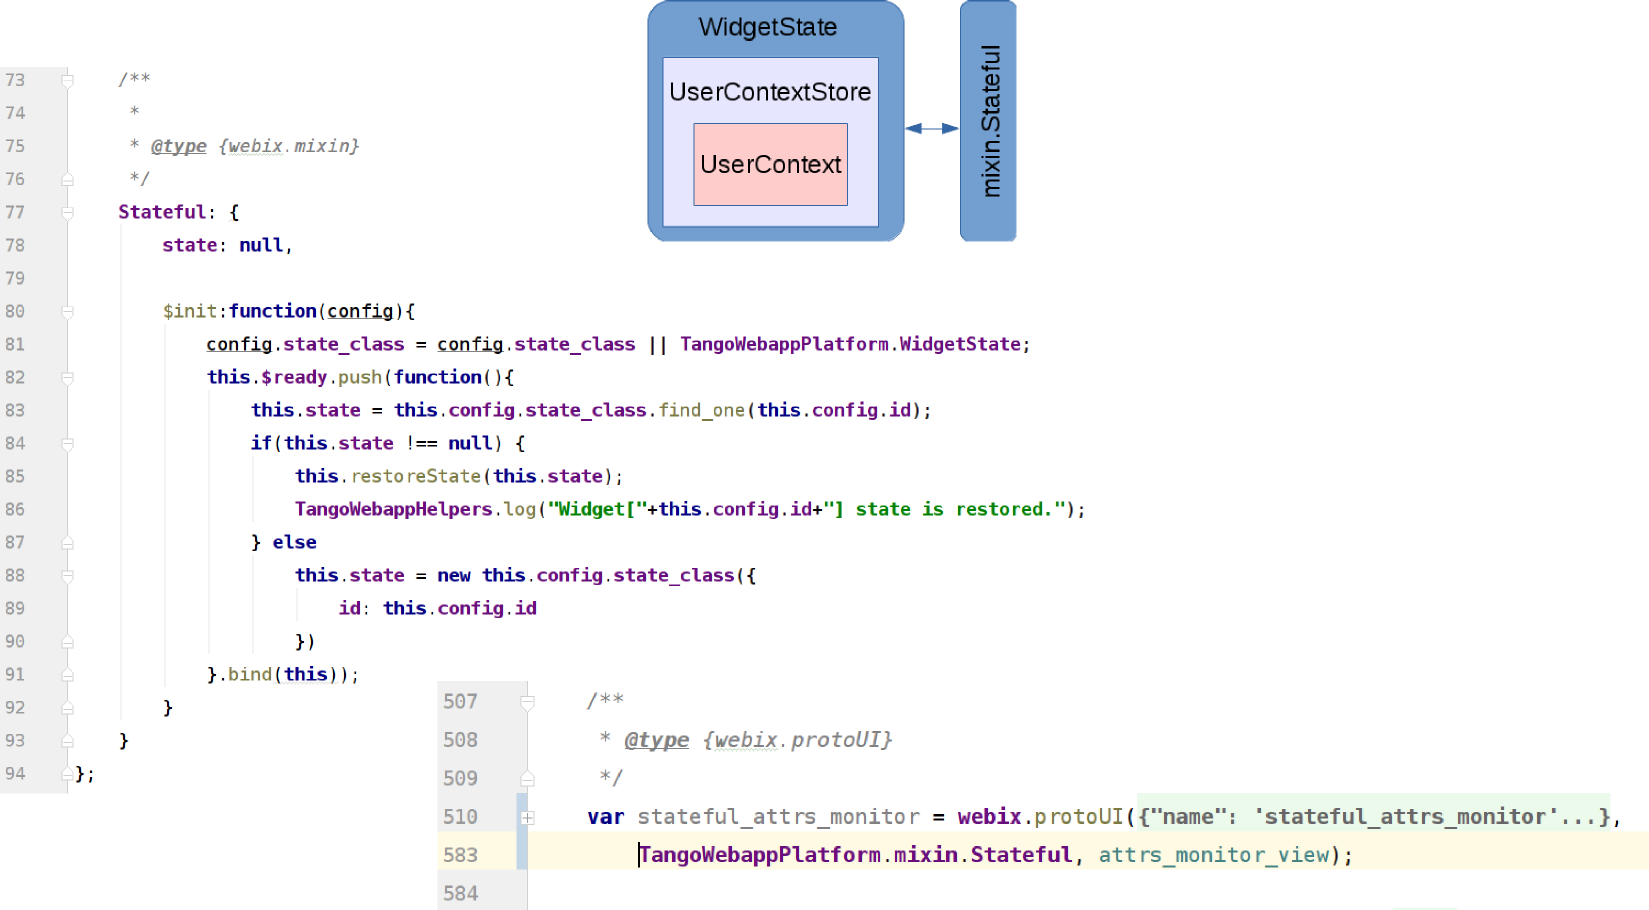 WidgetState
UserContextStore
UserContext
mixin.Stateful
73 /**
74 *
75 * @type {webix.mixin}
76 */
77 Stateful: {
78 state: null,
79
80 $init:function(config){
81 config.state_class = config.state_class || TangoWebappPlatform.WidgetState;
82 this.$ready.push(function(){
83 this.state = this.config.state_class.find_one(this.config.id);
84 if(this.state !== null) {
85 this.restoreState(this.state);
86 TangoWebappHelpers.log("Widget["+this.config.id+"] state is restored.");
87 } else
88 this.state = new this.config.state_class({
89 id: this.config.id
90 })
91 }.bind(this));
92 }
93 }
94 };
507 /**
508 * @type {webix.protoUI}
509 */
510 var stateful_attrs_monitor = webix.protoUI({"name": 'stateful_attrs_monitor'...},
583 TangoWebappPlatform.mixin.Stateful, attrs_monitor_view);
584